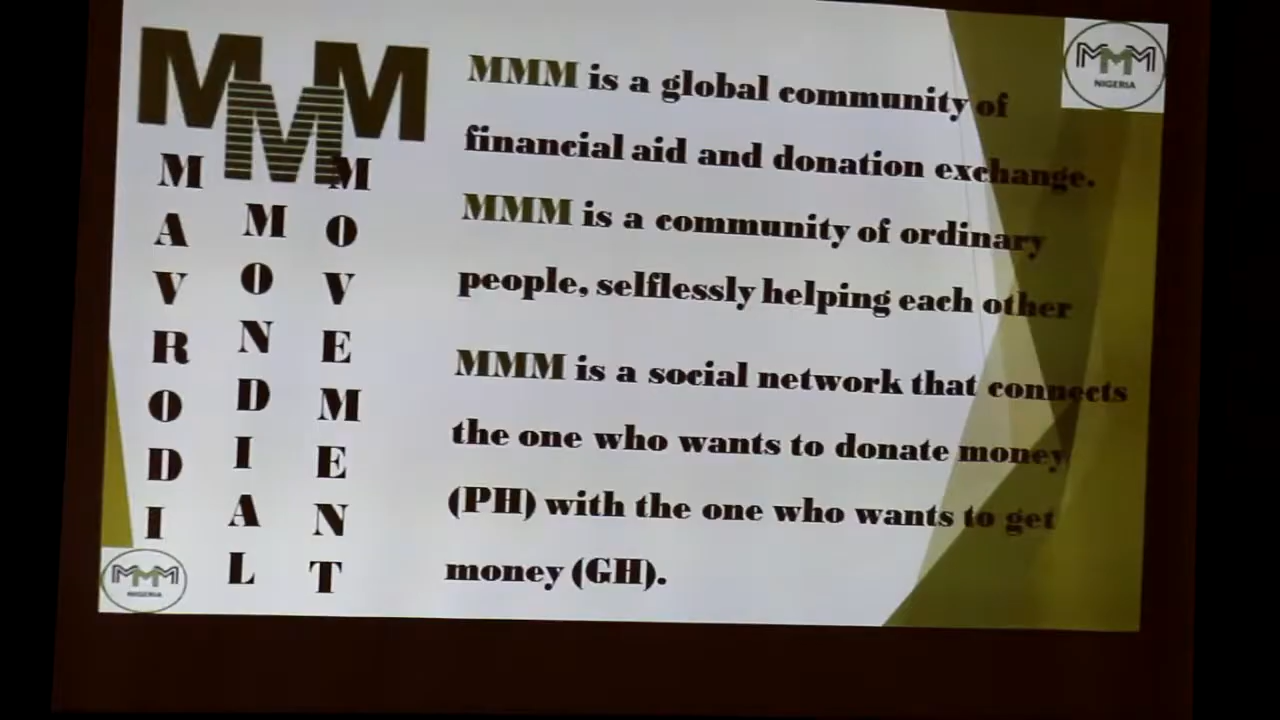 MMM
MMM
NIGERIA
MMM is a global community of
financial aid and donation exchange.
MMM is a community of ordinary
people, selflessly helping each other
MMM is a social network that connects
the one who wants to donate money
(PH) with the one who wants to get
money (GH).
MAVRODI
MONDIAL
MOVEMENT
MMM
NIGERIA